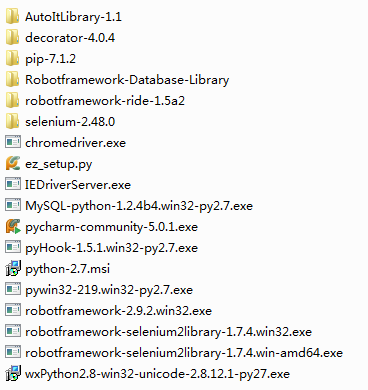 AutoItLibrary-1.1
decorator-4.0.4
pip-7.1.2
Robotframework-Database-Library
robotframework-ride-1.5a2
selenium-2.48.0
chromedriver.exe
ez_setup.py
IEDriverServer.exe
MySQL-python-1.2.4b4.win32-py2.7.exe
pycharm-community-5.0.1.exe
pyHook-1.5.1.win32-py2.7.exe
python-2.7.msi
pywin32-219.win32-py2.7.exe
robotframework-2.9.2.win32.exe
robotframework-selenium2library-1.7.4.win32.exe
robotframework-selenium2library-1.7.4.win-amd64.exe
wxPython2.8-win32-unicode-2.8.12.1-py27.exe